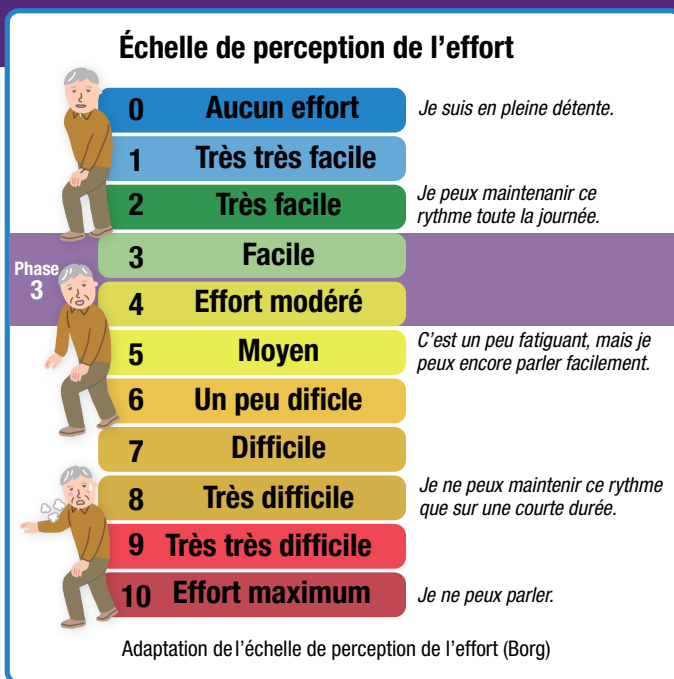 Échelle de perception de l’effort
0 Aucun effort Je suis en pleine détente.
1 Très très facile
2 Très facile Je peux maintenanir ce
rythme toute la journée.
Phase
3
3 Facile
4 Effort modéré
5 Moyen C’est un peu fatiguant, mais je
peux encore parler facilement.
6 Un peu dificle
7 Difficile
8 Très difficile Je ne peux maintenir ce rythme
que sur une courte durée.
9 Très très difficile
10 Effort maximum Je ne peux parler.
Adaptation de l’échelle de perception de l’effort (Borg)